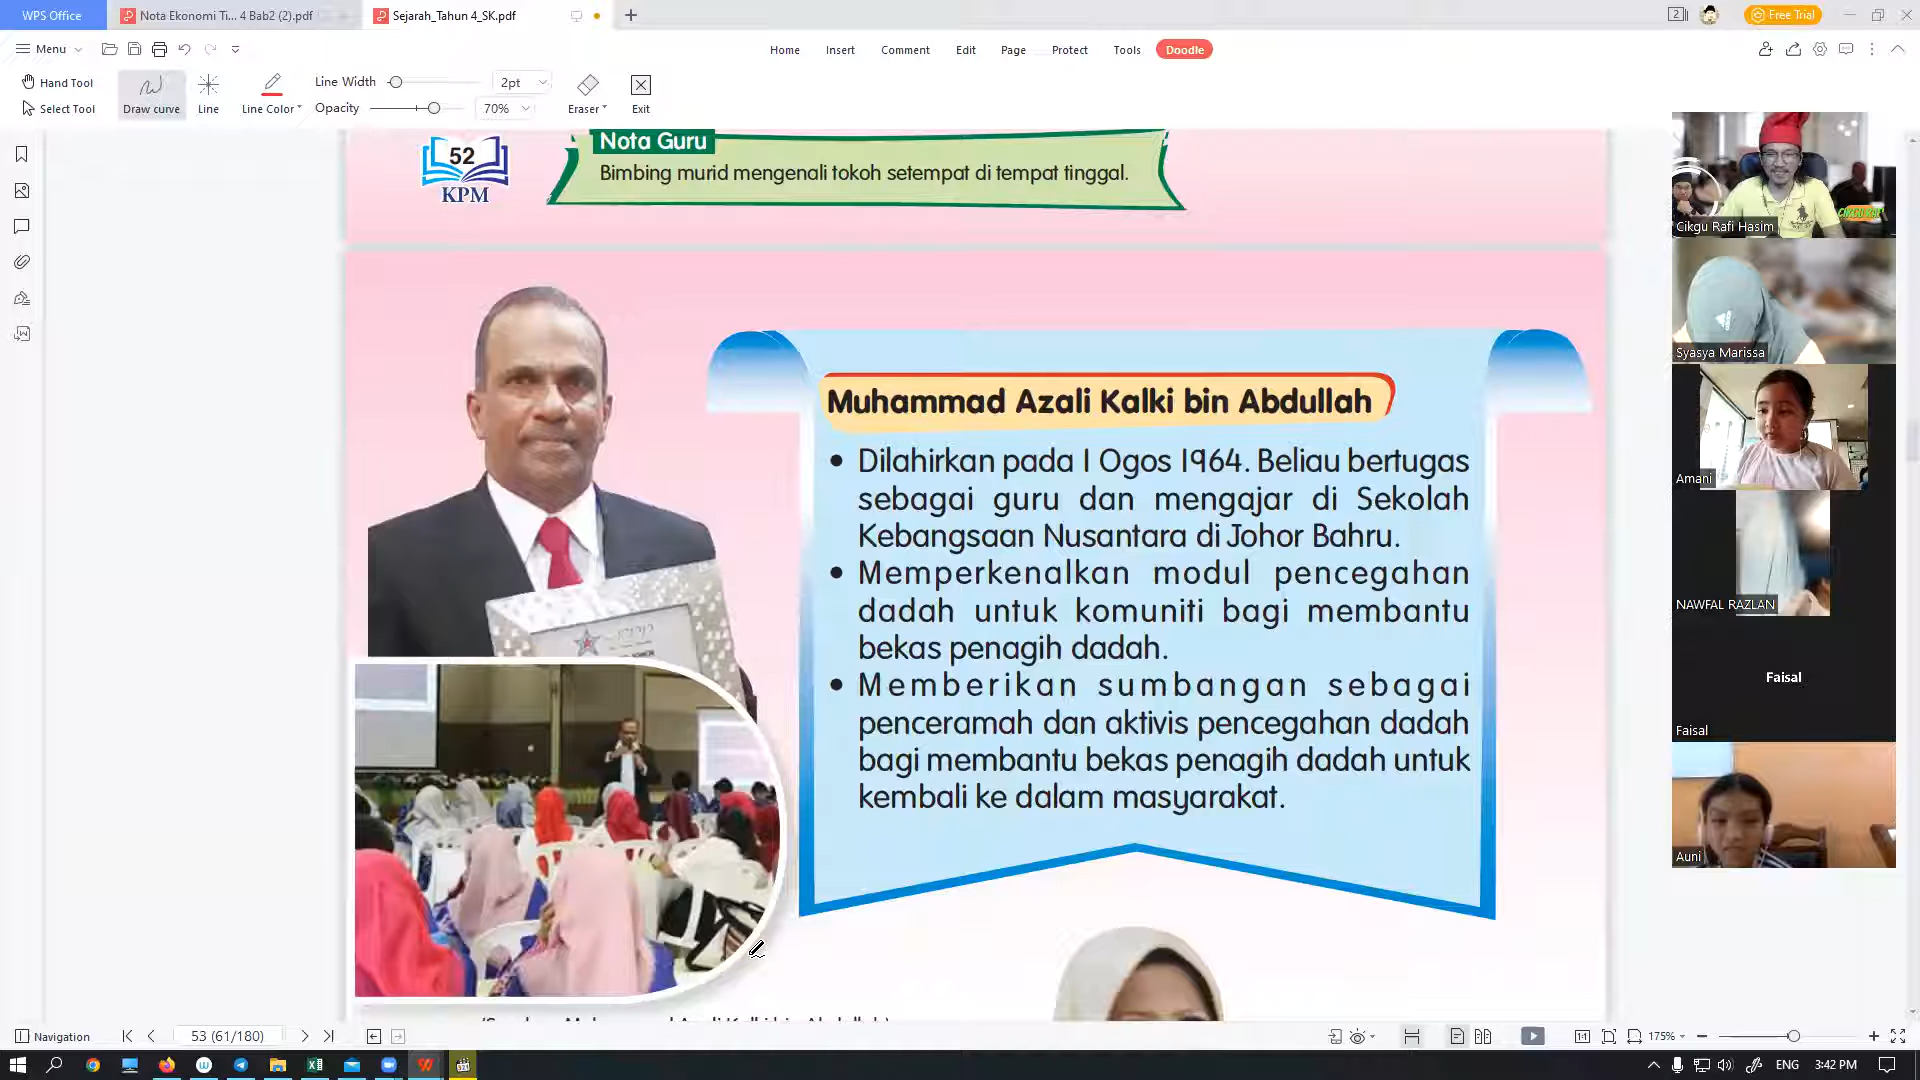 WPS Office
Nota Ekonomi Ti... 4 Bab2 (2).pdf
Sejarah_Tahun 4_SK.pdf
2
Free Trial
Menu
Home
Insert
Comment
Edit
Page
Protect
Tools
Doodle
Hand Tool
Select Tool
Draw curve
Line
Line Color
Line Width
2pt
Opacity
70%
Eraser
Exit
Nota Guru
52
KPM
Bimbing murid mengenali tokoh setempat di tempat tinggal.
Muhammad Azali Kalki bin Abdullah
• Dilahirkan pada 1 Ogos 1964. Beliau bertugas
sebagai guru dan mengajar di Sekolah
Kebangsaan Nusantara di Johor Bahru.
• Memperkenalkan modul pencegahan
dadah untuk komuniti bagi membantu
bekas penagih dadah.
• Memberikan sumbangan sebagai
penceramah dan aktivis pencegahan dadah
bagi membantu bekas penagih dadah untuk
kembali ke dalam masyarakat.
Cikgu Rafi Hasim
Syasya Marissa
Amani
NAWFAL RAZLAN
Faisal
Faisal
Auni
Navigation
53 (61/180)
175%
ENG
3:42 PM